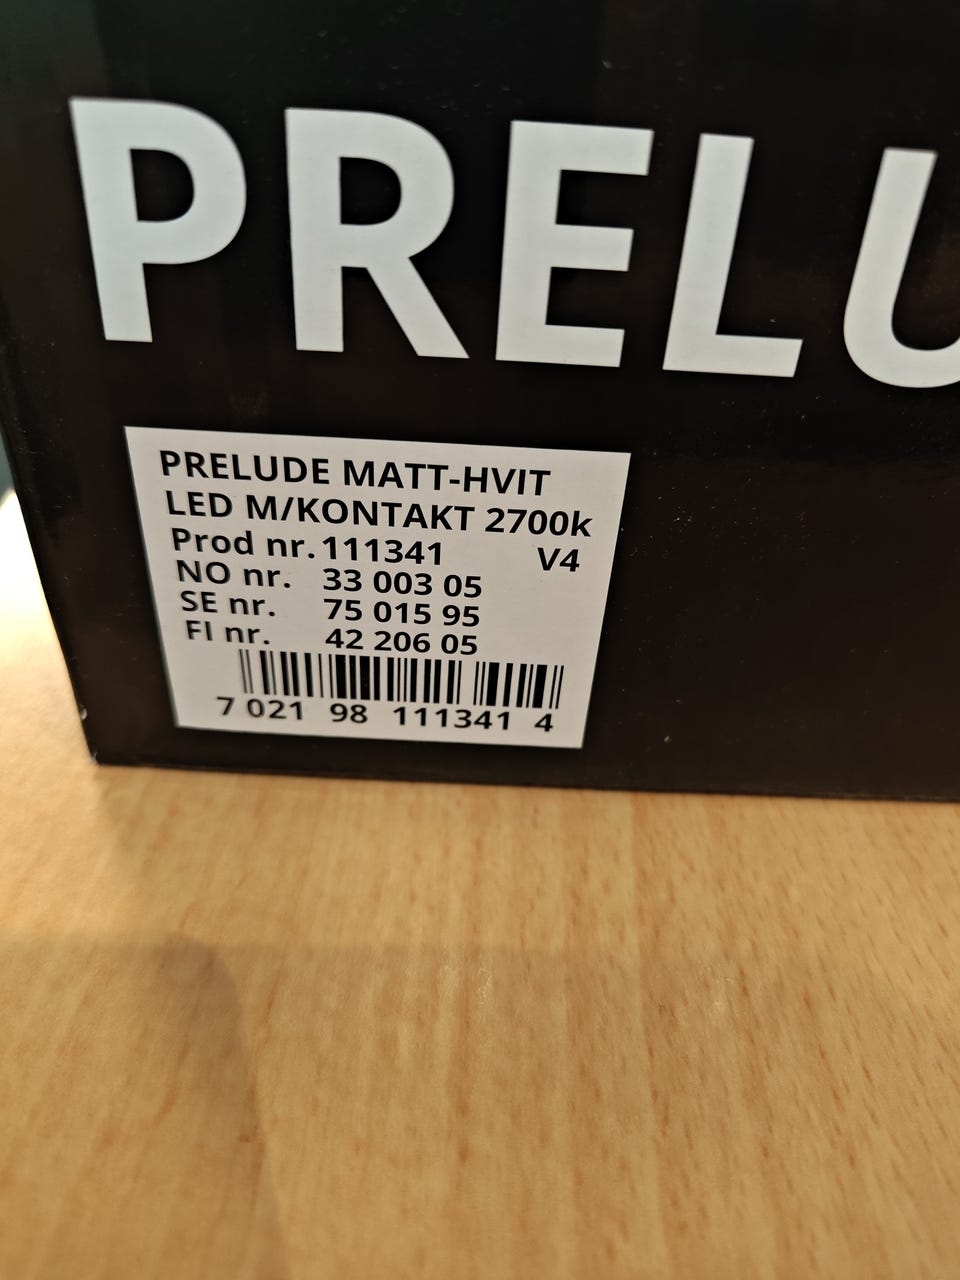 PRELU
PRELUDE MATT-HVIT
LED M/KONTAKT 2700k
Prod nr. 111341 V4
NO nr. 33 003 05
SE nr. 75 015 95
FI nr. 42 206 05
7 021 98 111341 4